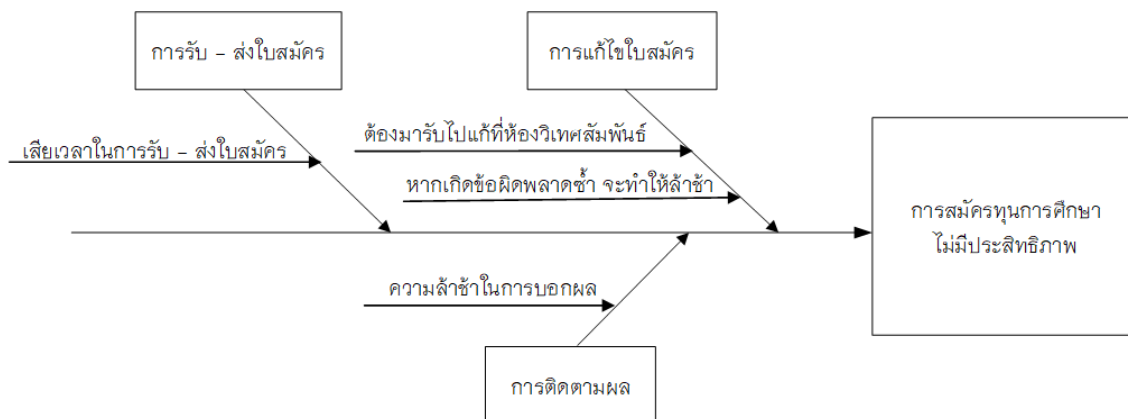 การรับ – ส่งใบสมัคร
การแก้ไขใบสมัคร
ต้องมารับไปแก้ที่ห้องวิเทศสัมพันธ์
เสียเวลาในการรับ – ส่งใบสมัคร
หากเกิดข้อผิดพลาดซ้ำ จะทำให้ล้าช้า
การสมัครทุนการศึกษา
ไม่มีประสิทธิภาพ
ความล้าช้าในการบอกผล
การติดตามผล